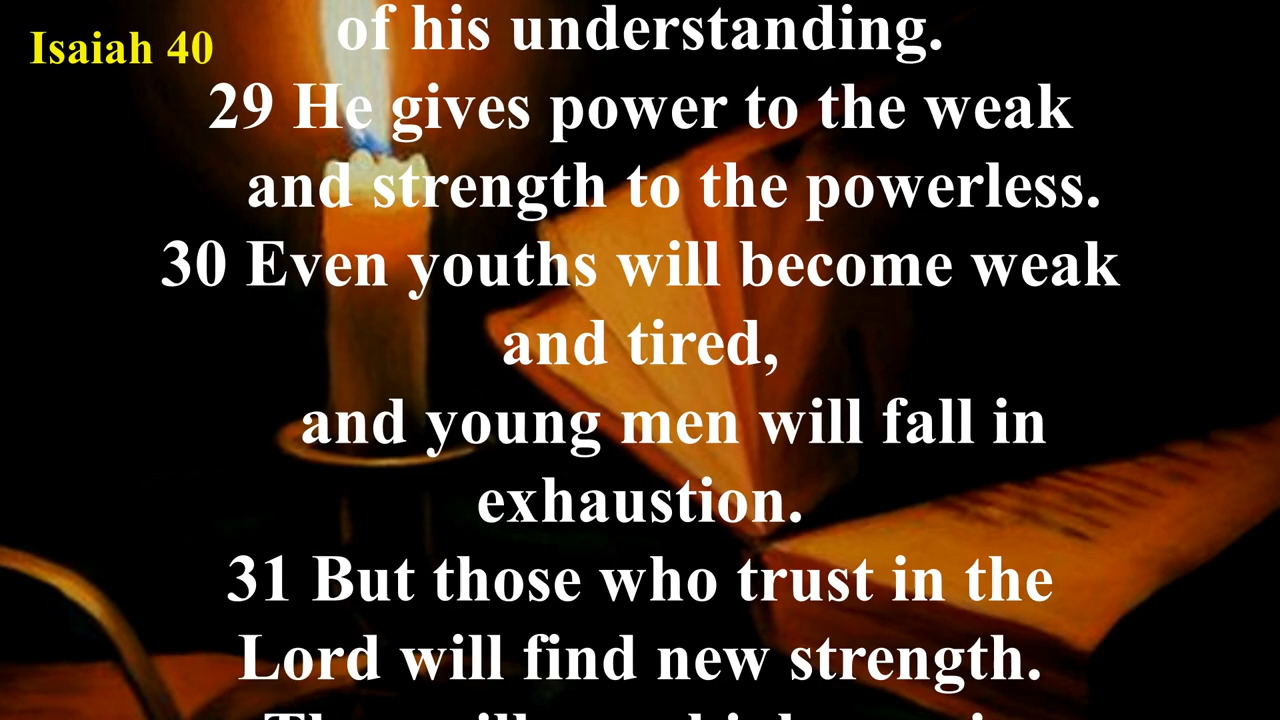 Isaiah 40
of his understanding.
29 He gives power to the weak
and strength to the powerless.
30 Even youths will become weak
and tired,
and young men will fall in
exhaustion.
31 But those who trust in the
Lord will find new strength.